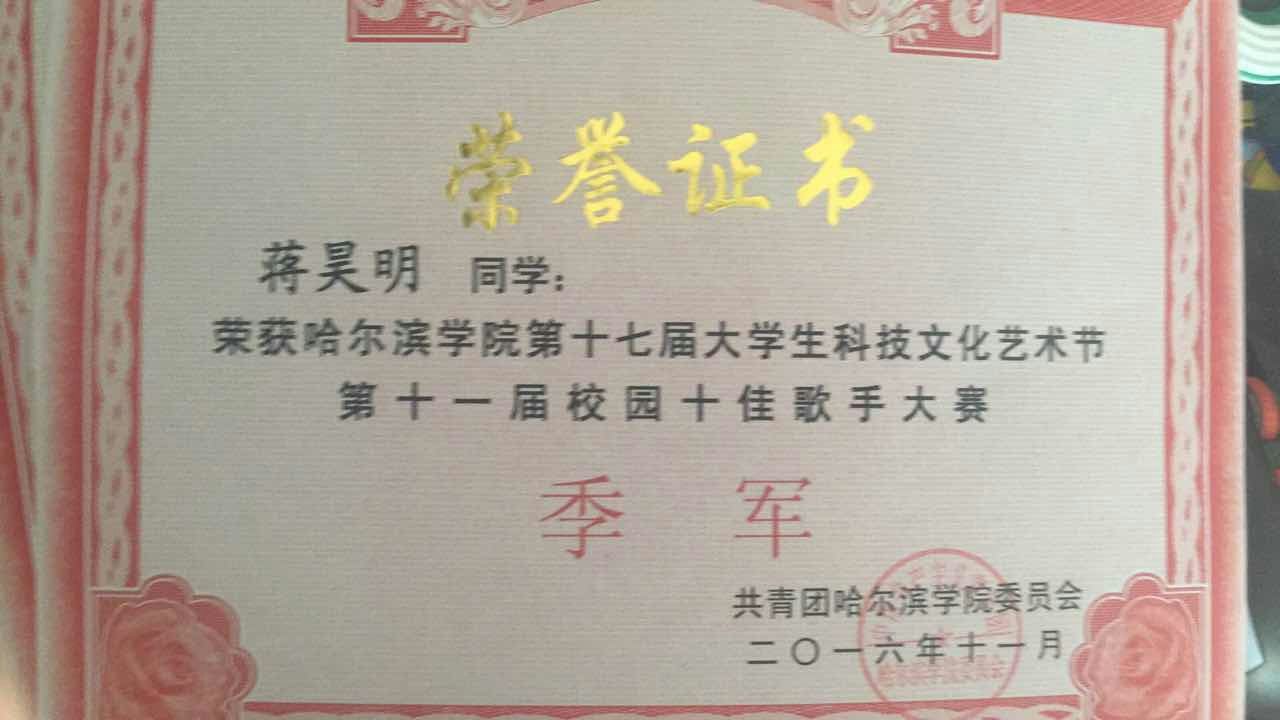 荣誉证书
蒋昊明 同学：
荣获哈尔滨学院第十七届大学生科技文化艺术节
第十一届校园十佳歌手大赛
季军
共青团哈尔滨学院委员会
二〇一六年十一月